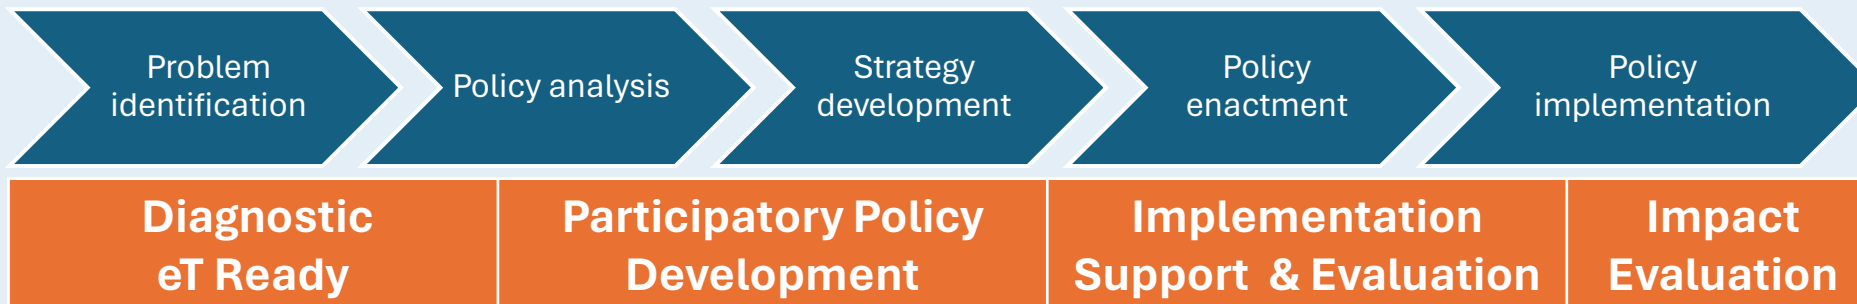 Problem
identification
Policy analysis
Strategy
development
Policy
enactment
Policy
implementation
Diagnostic
eT Ready
Participatory Policy
Development
Implementation
Support & Evaluation
Impact
Evaluation